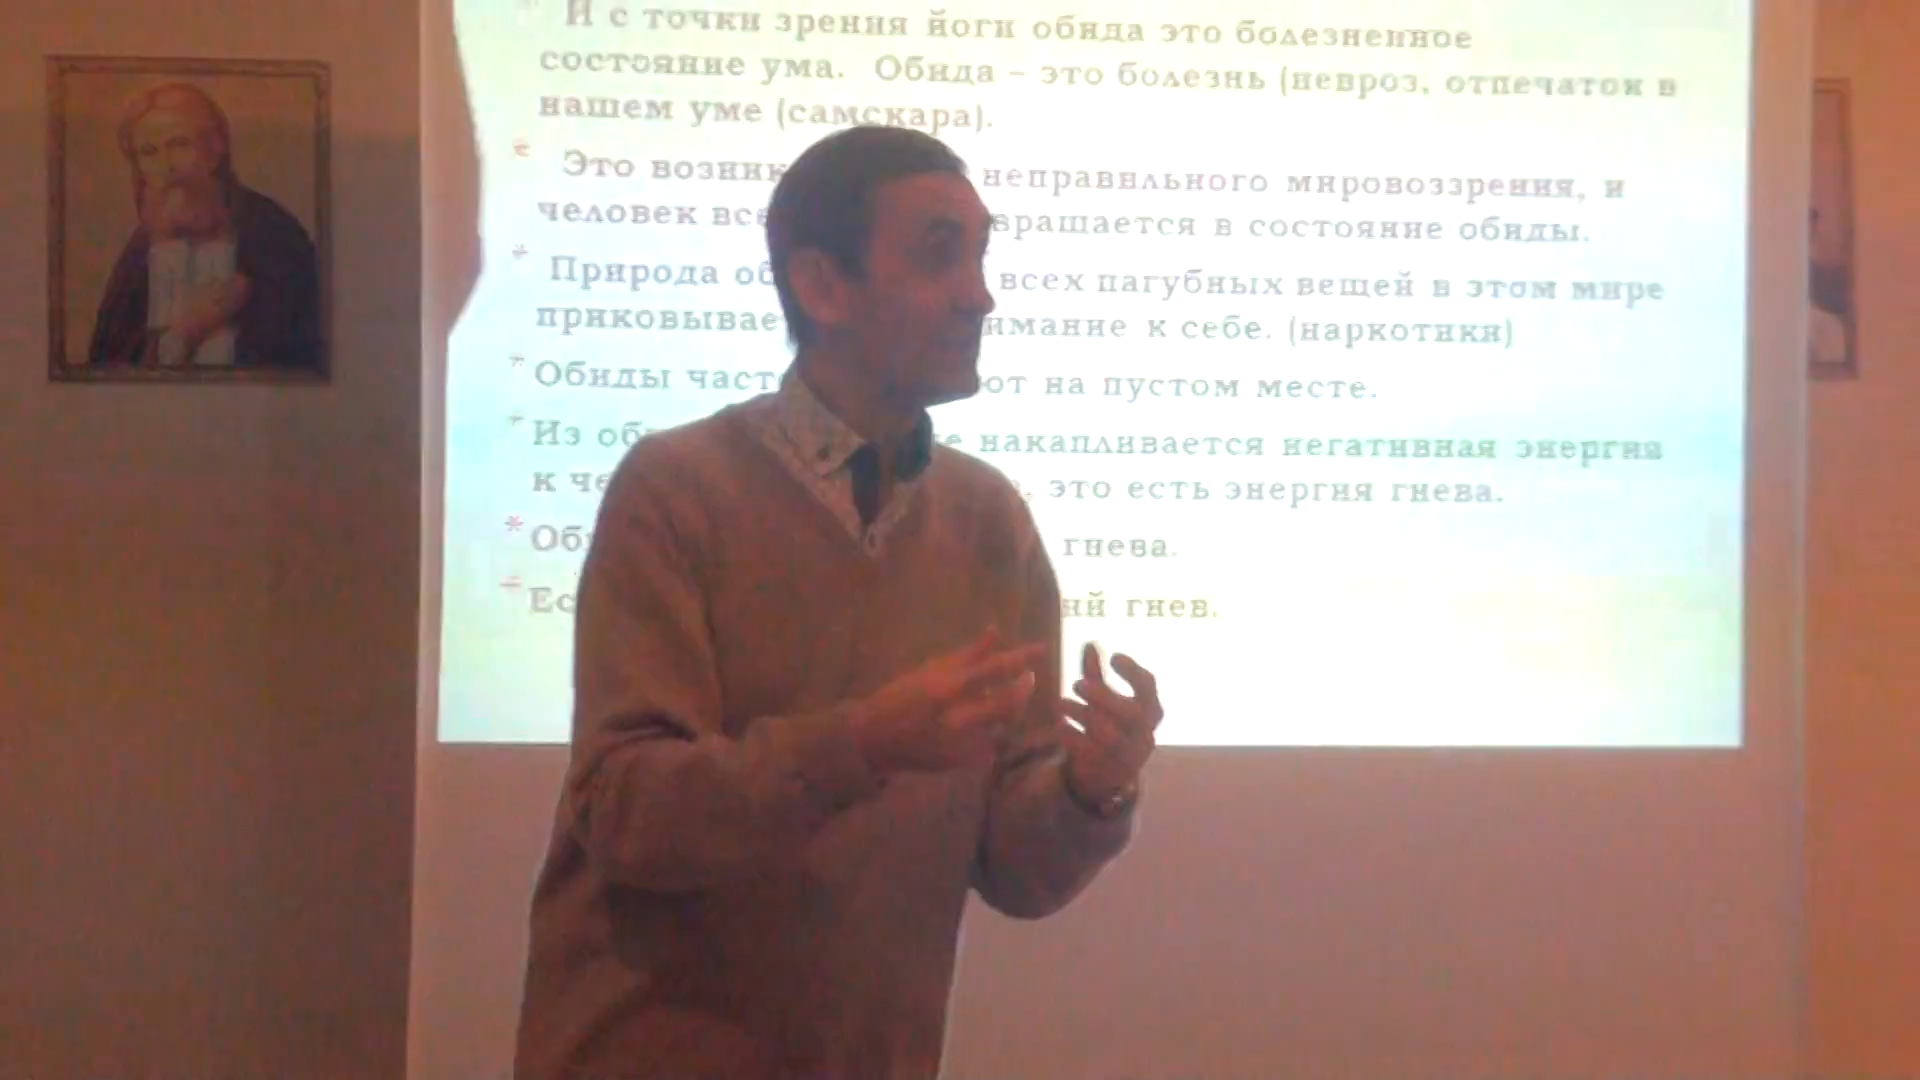 И с точки зрения йоги обида это болезненное
состояние ума. Обида – это болезнь (невроз, отпечаток в
нашем уме (самскара).
* Это возник неправильного мировоззрения, и
человек все вращается в состояние обиды.
* Природа об всех пагубных вещей в этом мире
приковывае имание к себе. (наркотики)
* Обиды част ют на пустом месте.
* Из об е накапливается негативная энергия
к че , это есть энергия гнева.
* Об гнева.
* Ес ий гнев.